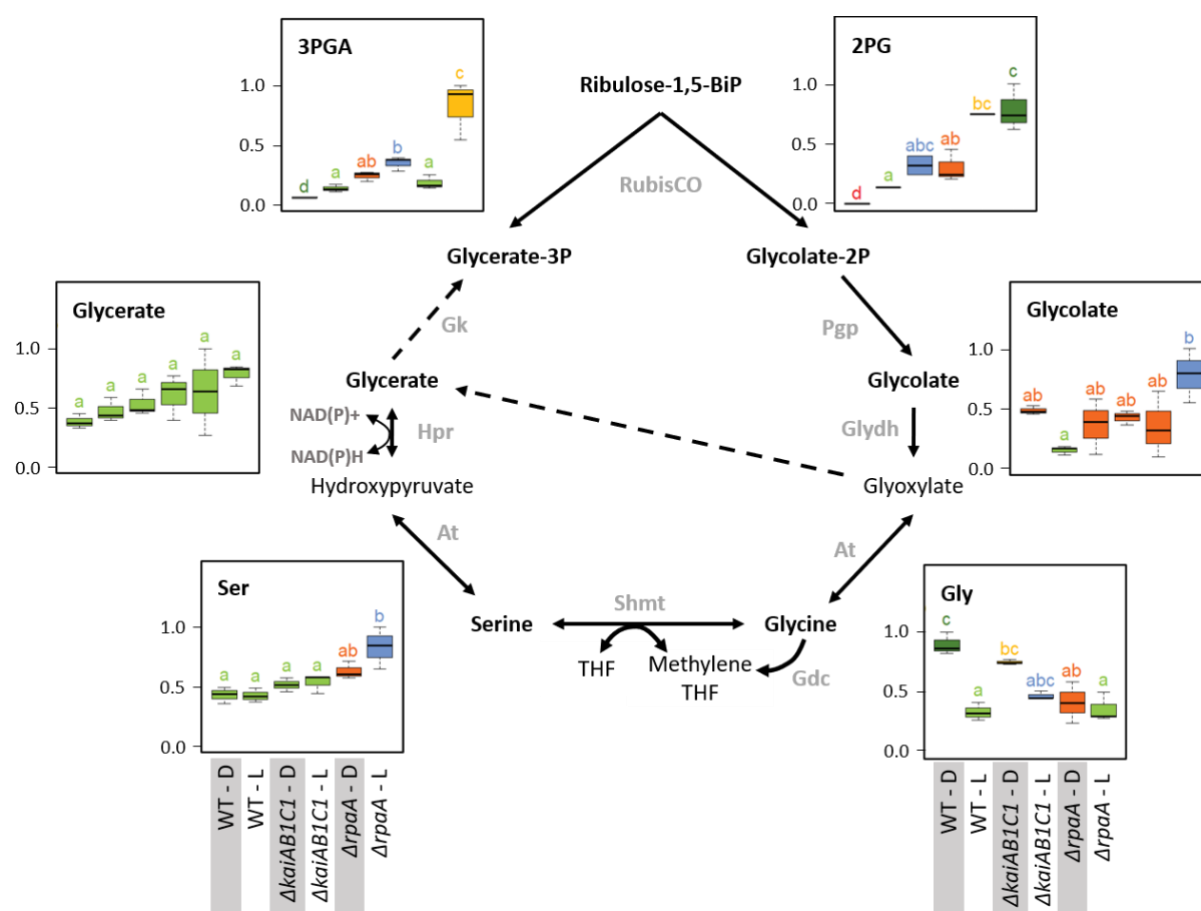 3PGA
1.0
0.5
0.0
d
a
ab
b
a
c
Ribulose-1,5-BiP
RubisCO
2PG
1.0
0.5
0.0
d
a
abc
ab
bc
c
Glycerate-3P
Glycolate-2P
Gk
Pgp
Glycerate
1.0
0.5
0.0
a
a
a
a
a
a
Glycerate
NAD(P)+
NAD(P)H
Hpr
Hydroxypyruvate
Glycolate
Glydh
Glyoxylate
Glycolate
1.0
0.5
0.0
ab
a
ab
ab
ab
b
At
At
Ser
1.0
0.5
0.0
a
a
a
a
ab
b
Serine
Shmt
Glycine
THF
Methylene
THF
Gdc
Gly
1.0
0.5
0.0
c
a
bc
abc
ab
a
WT - D
WT - L
ΔkaiAB1C1 - D
ΔkaiAB1C1 - L
ΔrpaA - D
ΔrpaA - L
WT - D
WT - L
ΔkaiAB1C1 - D
ΔkaiAB1C1 - L
ΔrpaA - D
ΔrpaA - L